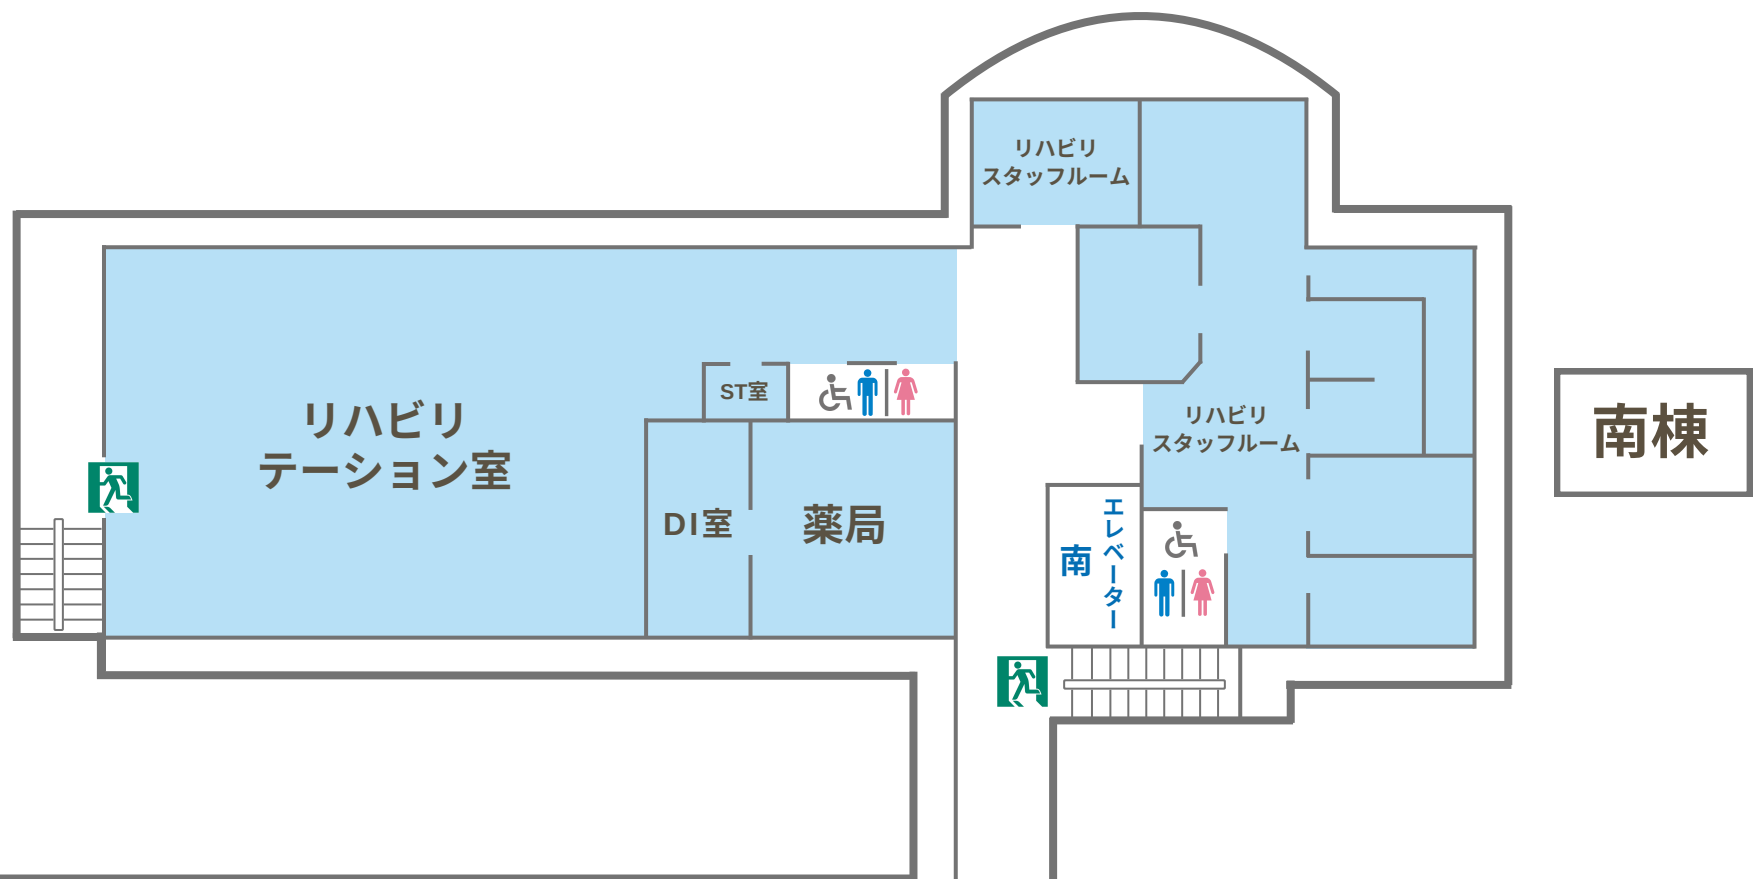 リハビリ
スタッフルーム
ST室
リハビリ
テーション室
DI室
薬局
リハビリ
スタッフルーム
南
エレベーター
南棟